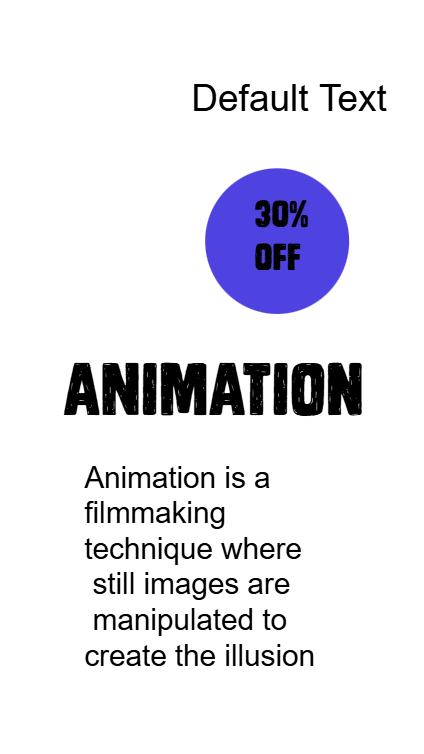 Default Text
30%
OFF
ANIMATION
Animation is a
filmmaking
technique where
still images are
manipulated to
create the illusion